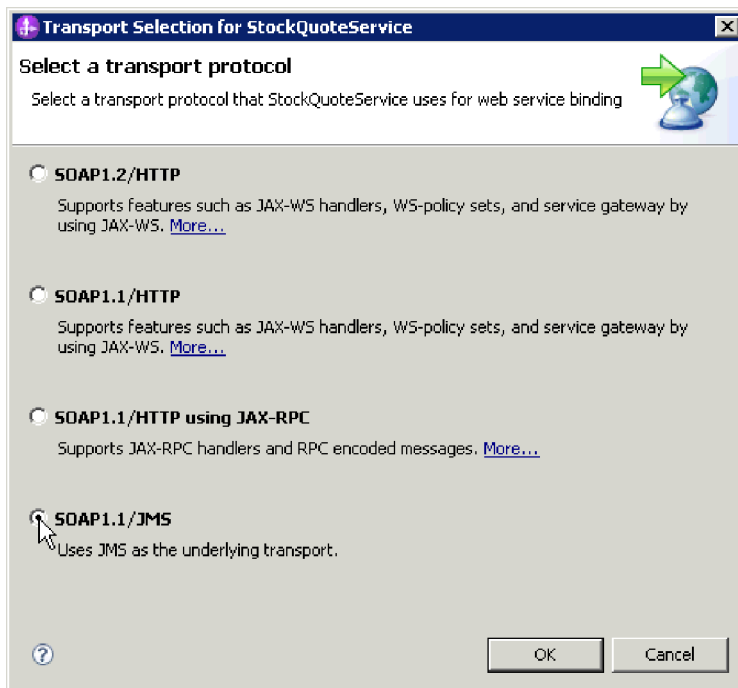 Transport Selection for StockQuoteService
Select a transport protocol
Select a transport protocol that StockQuoteService uses for web service binding
SOAP1.2/HTTP
Supports features such as JAX-WS handlers, WS-policy sets, and service gateway by
using JAX-WS. More...
SOAP1.1/HTTP
Supports features such as JAX-WS handlers, WS-policy sets, and service gateway by
using JAX-WS. More...
SOAP1.1/HTTP using JAX-RPC
Supports JAX-RPC handlers and RPC encoded messages. More...
SOAP1.1/JMS
Uses JMS as the underlying transport.
?
OK Cancel